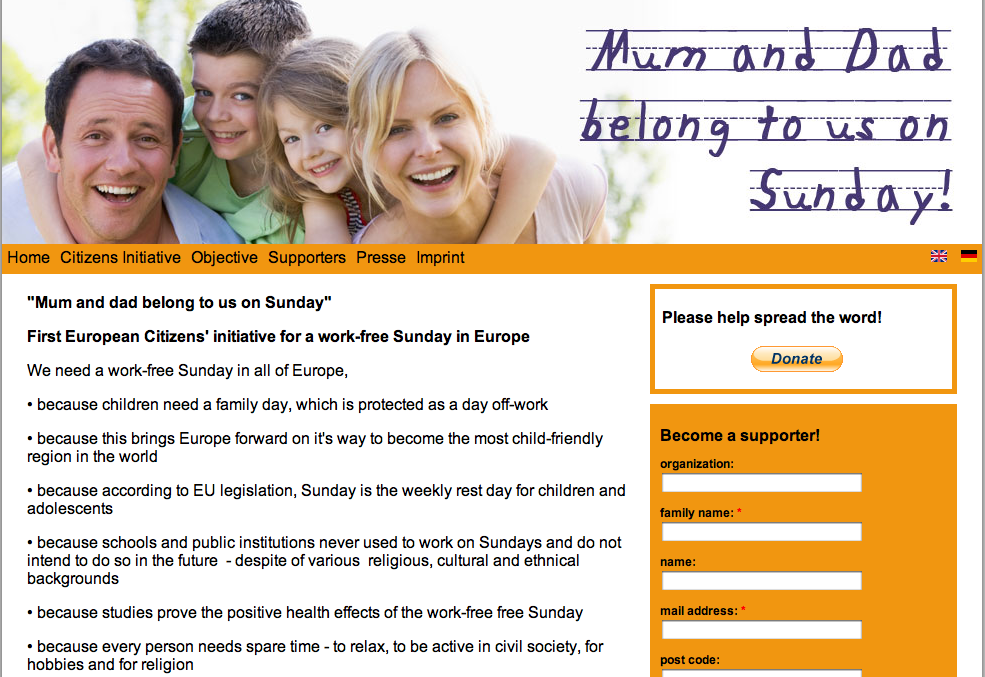 Mum and Dad
belong to us on
Sunday!
Home Citizens Initiative Objective Supporters Presse Imprint
"Mum and dad belong to us on Sunday"
First European Citizens' initiative for a work-free Sunday in Europe
We need a work-free Sunday in all of Europe,
• because children need a family day, which is protected as a day off-work
• because this brings Europe forward on it's way to become the most child-friendly
region in the world
• because according to EU legislation, Sunday is the weekly rest day for children and
adolescents
• because schools and public institutions never used to work on Sundays and do not
intend to do so in the future - despite of various religious, cultural and ethnical
backgrounds
• because studies prove the positive health effects of the work-free free Sunday
• because every person needs spare time - to relax, to be active in civil society, for
hobbies and for religion
Please help spread the word!
Donate
Become a supporter!
organization:
family name: *
name:
mail address: *
post code: